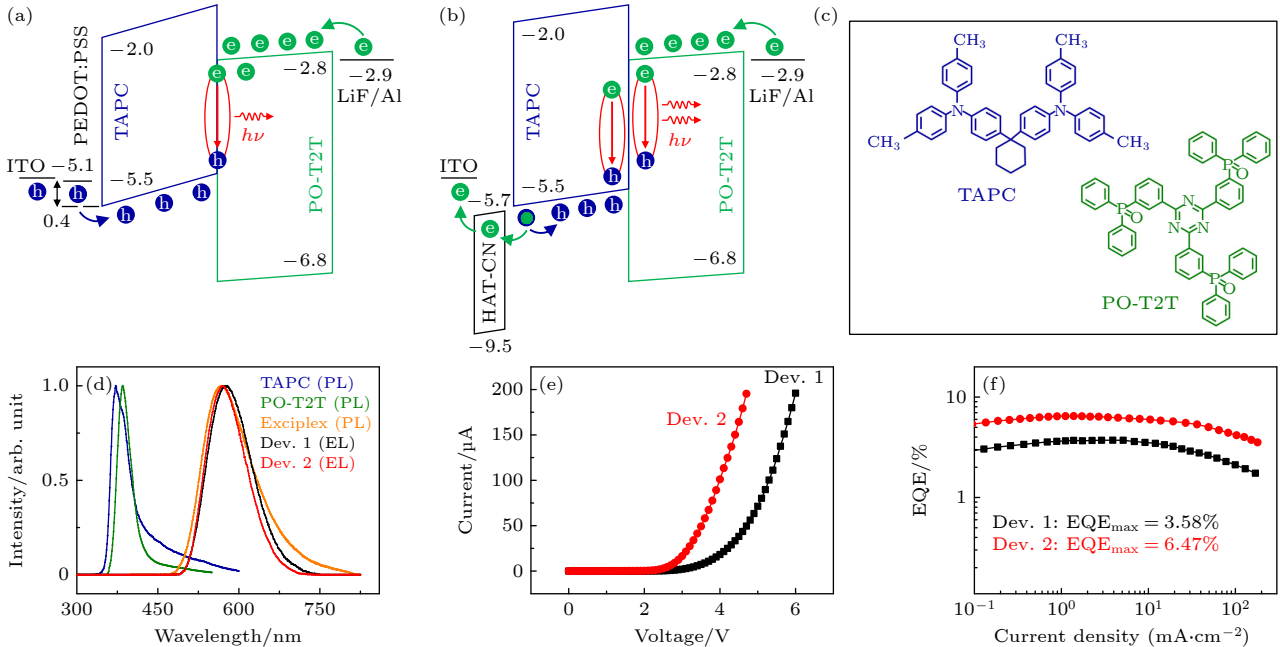 (a)
PEDOT:PSS
TAPC
−2.0
e e e e e
−2.8
−2.9
LiF/Al
e e
hν
h
ITO −5.1
−5.5
h h
0.4
h h h
PO-T2T
−6.8
(b)
−2.0
TAPC
e e e e e
−2.8
−2.9
LiF/Al
e e
hν
h h
ITO
−5.5
−5.7
e
e
h h h
HAT-CN
PO-T2T
−6.8
−9.5
(c)
CH3
CH3
N
N
CH3
CH3
TAPC
P
O
N
N
N
P
O
P
O
PO-T2T
(d)
Intensity/arb. unit
1.0
0.5
0
TAPC (PL)
PO-T2T (PL)
Exciplex (PL)
Dev. 1 (EL)
Dev. 2 (EL)
300 450 600 750
Wavelength/nm
(e)
Current/µA
200
150
100
50
0
Dev. 1
Dev. 2
0 2 4 6
Voltage/V
(f)
EQE/%
10
1
Dev. 1: EQEmax = 3.58%
Dev. 2: EQEmax = 6.47%
10−1 100 101 102
Current density (mA·cm−2)